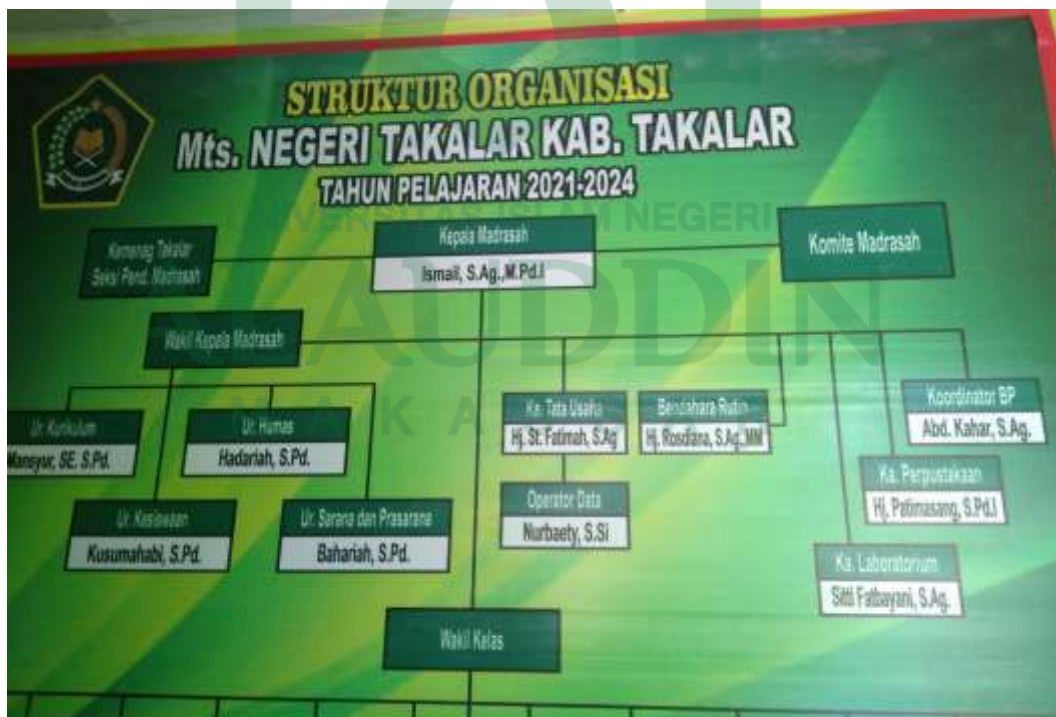 STRUKTUR ORGANISASI
Mts. NEGERI TAKALAR KAB. TAKALAR
TAHUN PELAJARAN 2021-2024
UNIVERSITAS ISLAM NEGERI
Kemenag Takalar
Seksi Pend. Madrasah
Kepala Madrasah
Ismail, S.Ag.,M.Pd.I
Komite Madrasah
AUDDIN
Wakil Kepala Madrasah
Ur. Kurikulum
Mansyur, SE. S.Pd.
Ur. Humas
Hadariah, S.Pd.
Ka. Tata Usaha
Hj. St. Fatimah, S.Ag
Bendahara Rutin
Hj. Rosdiana, S.Ag. MM
Koordinator BP
Abd. Kahar, S.Ag.
Ur. Kesiswaan
Kusumahabi, S.Pd.
Ur. Sarana dan Prasarana
Bahariah, S.Pd.
Operator Data
Nurbaety, S.Si
Ka. Perpustakaan
Hj. Patimasang, S.Pd.I
Ka. Laboratorium
Sitti Fatbayani, S.Ag.
Wakil Kelas